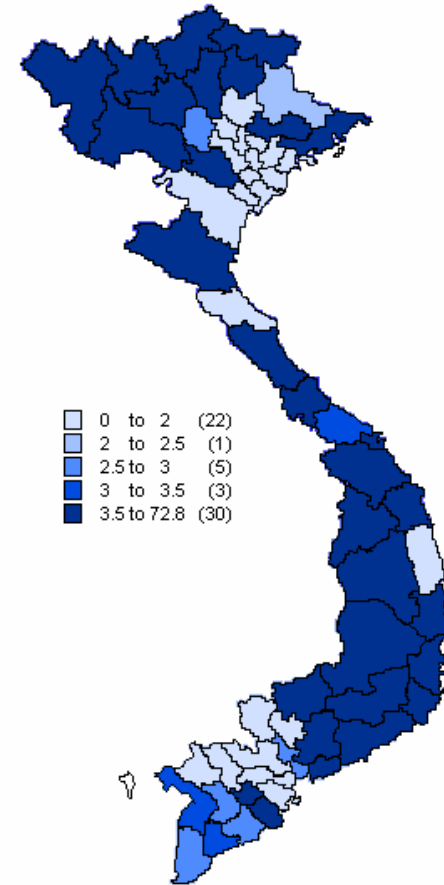 0 to 2 (22)
2 to 2.5 (1)
2.5 to 3 (5)
3 to 3.5 (3)
3.5 to 72.8 (30)